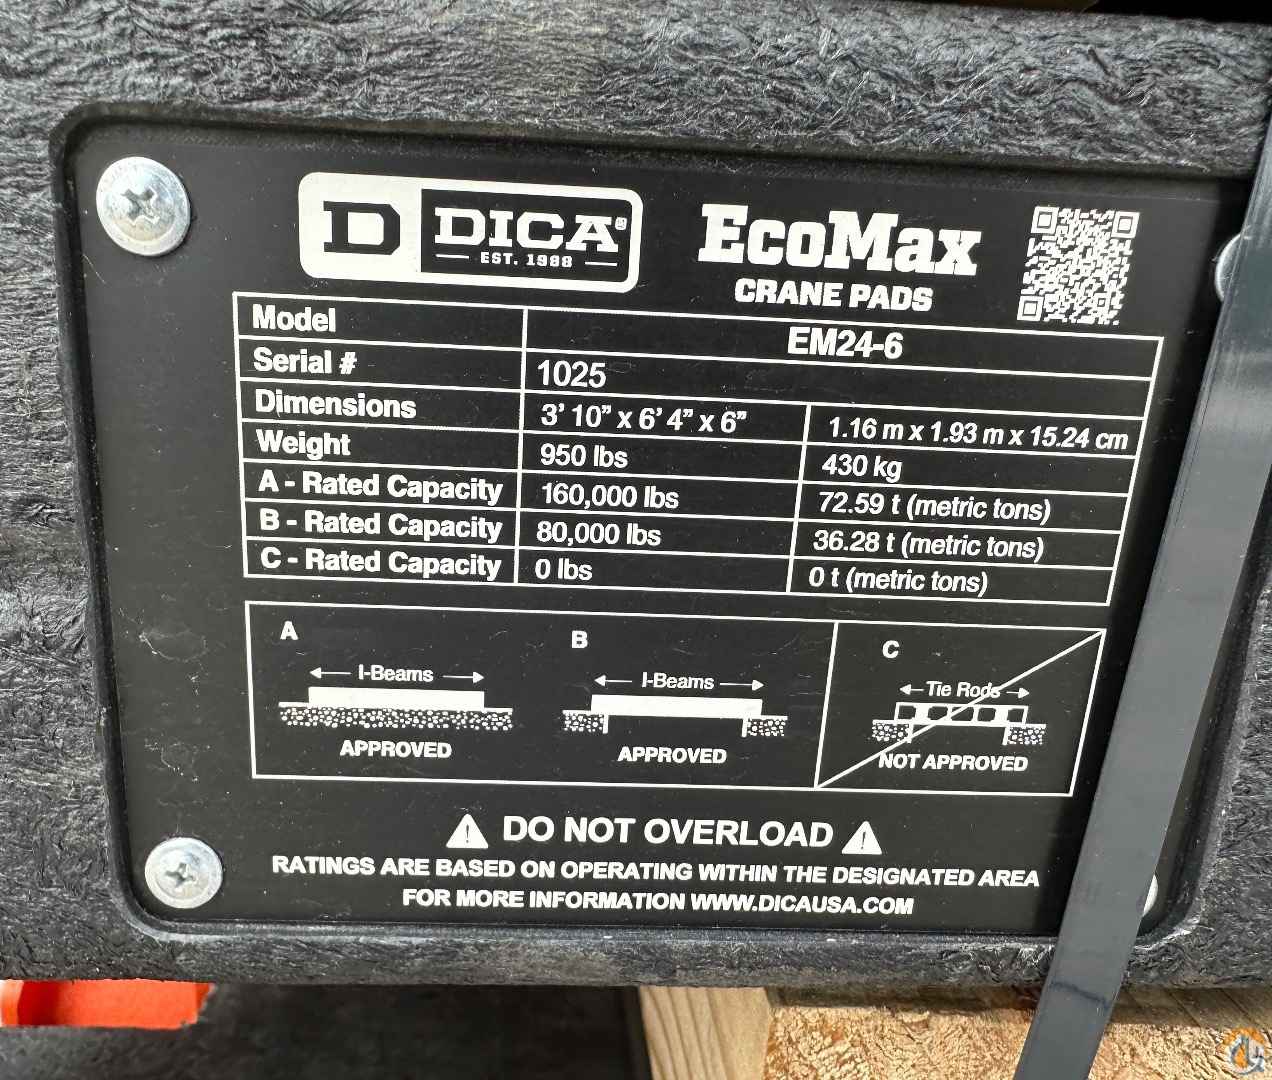 D DICA®
EST. 1988
EcoMax
CRANE PADS
Model EM24-6
Serial # 1025
Dimensions 3' 10” x 6' 4” x 6” 1.16 m x 1.93 m x 15.24 cm
Weight 950 lbs 430 kg
A - Rated Capacity 160,000 lbs 72.59 t (metric tons)
B - Rated Capacity 80,000 lbs 36.28 t (metric tons)
C - Rated Capacity 0 lbs 0 t (metric tons)
A
I-Beams
APPROVED
B
I-Beams
APPROVED
C
Tie Rods
NOT APPROVED
DO NOT OVERLOAD
RATINGS ARE BASED ON OPERATING WITHIN THE DESIGNATED AREA
FOR MORE INFORMATION WWW.DICAUSA.COM